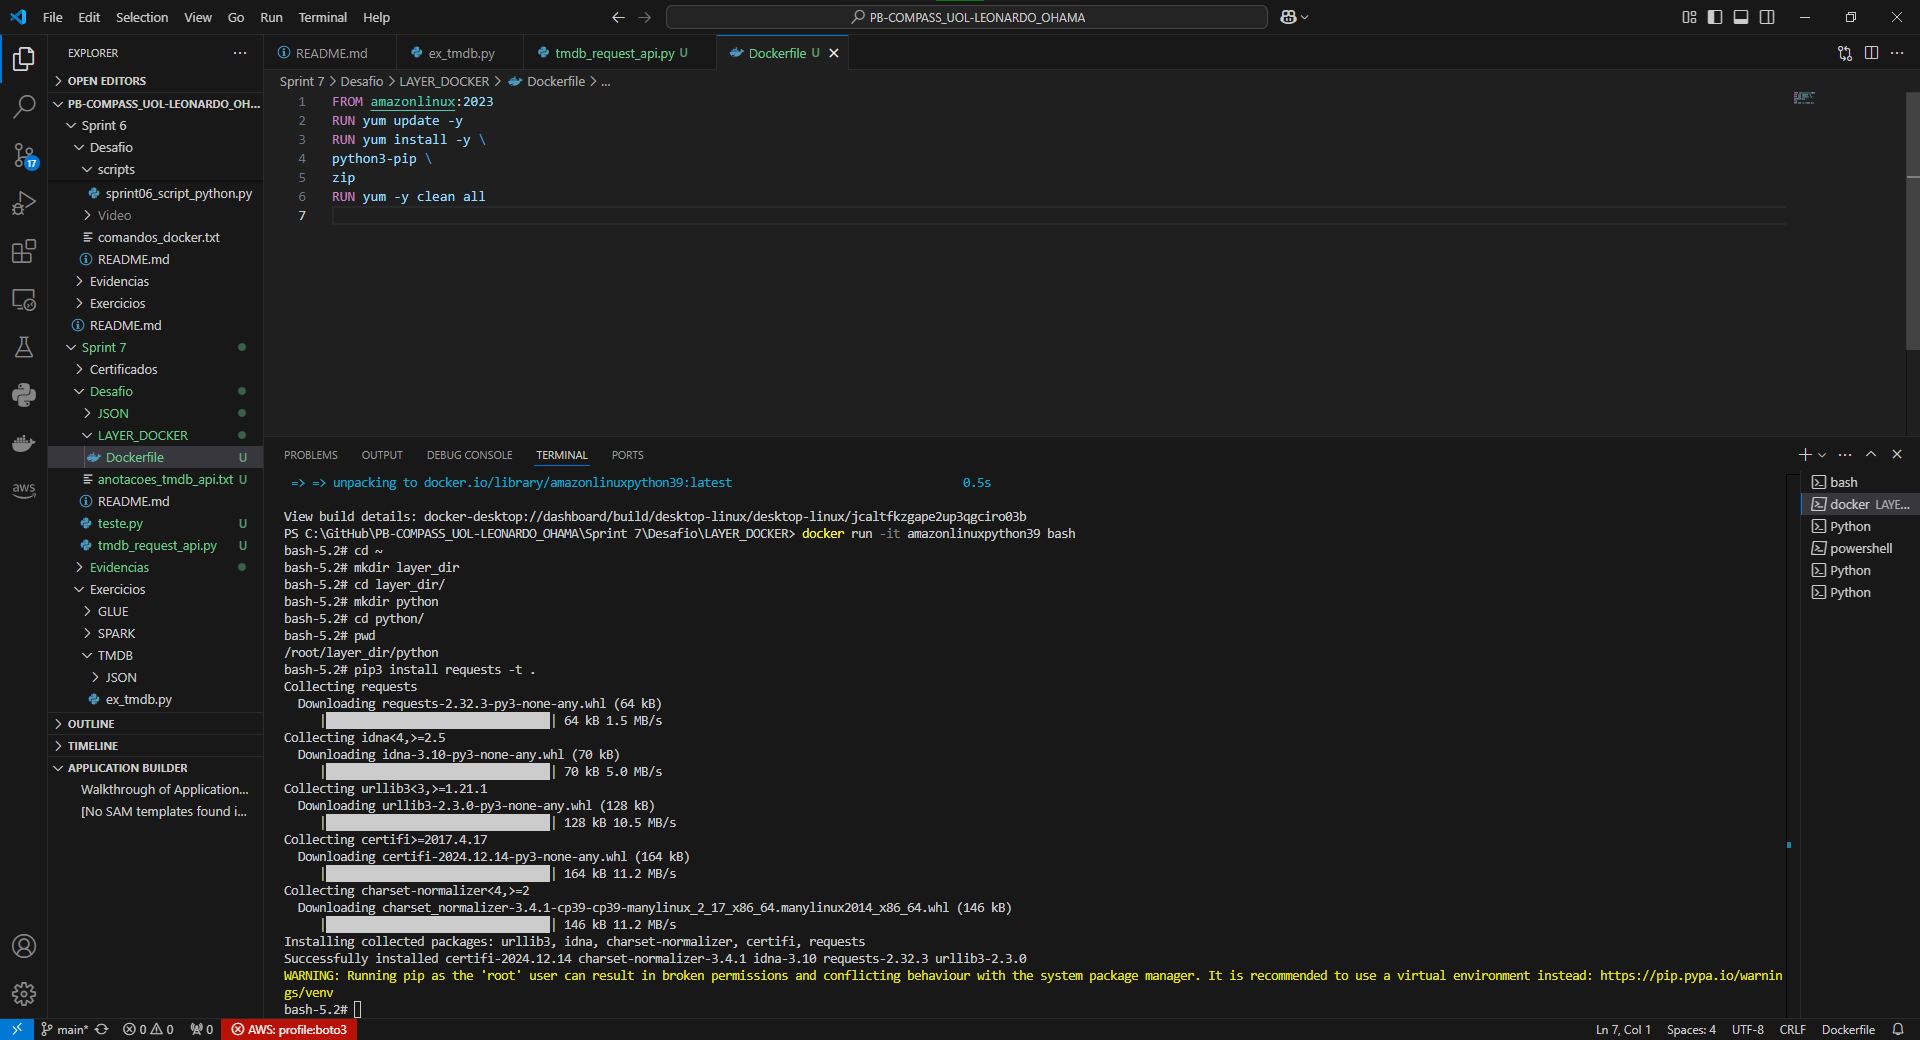 File Edit Selection View Go Run Terminal Help
PB-COMPASS_UOL-LEONARDO_OHAMA
EXPLORER
OPEN EDITORS
PB-COMPASS_UOL-LEONARDO_OH...
Sprint 6
Desafio
scripts
sprint06_script_python.py
Video
comandos_docker.txt
README.md
Evidencias
Exercicios
README.md
Sprint 7
Certificados
Desafio
JSON
LAYER_DOCKER
Dockerfile U
anotacoes_tmdb_api.txt U
README.md
teste.py U
tmdb_request_api.py U
Evidencias
Exercicios
GLUE
SPARK
TMDB
JSON
ex_tmdb.py
OUTLINE
TIMELINE
APPLICATION BUILDER
Walkthrough of Application...
[No SAM templates found i...
17
aws
README.md
ex_tmdb.py
tmdb_request_api.py U
Dockerfile U
Sprint 7 > Desafio > LAYER_DOCKER > Dockerfile > ...
1 FROM amazonlinux:2023
2 RUN yum update -y
3 RUN yum install -y \
4 python3-pip \
5 zip
6 RUN yum -y clean all
7
PROBLEMS OUTPUT DEBUG CONSOLE TERMINAL PORTS
=> => unpacking to docker.io/library/amazonlinuxpython39:latest 0.5s
View build details: docker-desktop://dashboard/build/desktop-linux/desktop-linux/jcaltfkzgape2up3qgciro03b
PS C:\GitHub\PB-COMPASS_UOL-LEONARDO_OHAMA\Sprint 7\Desafio\LAYER_DOCKER> docker run -it amazonlinuxpython39 bash
bash-5.2# cd ~
bash-5.2# mkdir layer_dir
bash-5.2# cd layer_dir/
bash-5.2# mkdir python
bash-5.2# cd python/
bash-5.2# pwd
/root/layer_dir/python
bash-5.2# pip3 install requests -t .
Collecting requests
Downloading requests-2.32.3-py3-none-any.whl (64 kB)
| | 64 kB 1.5 MB/s
Collecting idna<4,>=2.5
Downloading idna-3.10-py3-none-any.whl (70 kB)
| | 70 kB 5.0 MB/s
Collecting urllib3<3,>=1.21.1
Downloading urllib3-2.3.0-py3-none-any.whl (128 kB)
| | 128 kB 10.5 MB/s
Collecting certifi>=2017.4.17
Downloading certifi-2024.12.14-py3-none-any.whl (164 kB)
| | 164 kB 11.2 MB/s
Collecting charset-normalizer<4,>=2
Downloading charset_normalizer-3.4.1-cp39-cp39-manylinux_2_17_x86_64.manylinux2014_x86_64.whl (146 kB)
| | 146 kB 11.2 MB/s
Installing collected packages: urllib3, idna, charset-normalizer, certifi, requests
Successfully installed certifi-2024.12.14 charset-normalizer-3.4.1 idna-3.10 requests-2.32.3 urllib3-2.3.0
WARNING: Running pip as the 'root' user can result in broken permissions and conflicting behaviour with the system package manager. It is recommended to use a virtual environment instead: https://pip.pypa.io/warnin
gs/venv
bash-5.2#
bash
docker LAYE...
Python
powershell
Python
Python
main* 0 0 0 AWS: profile:boto3 Ln 7, Col 1 Spaces: 4 UTF-8 CRLF Dockerfile